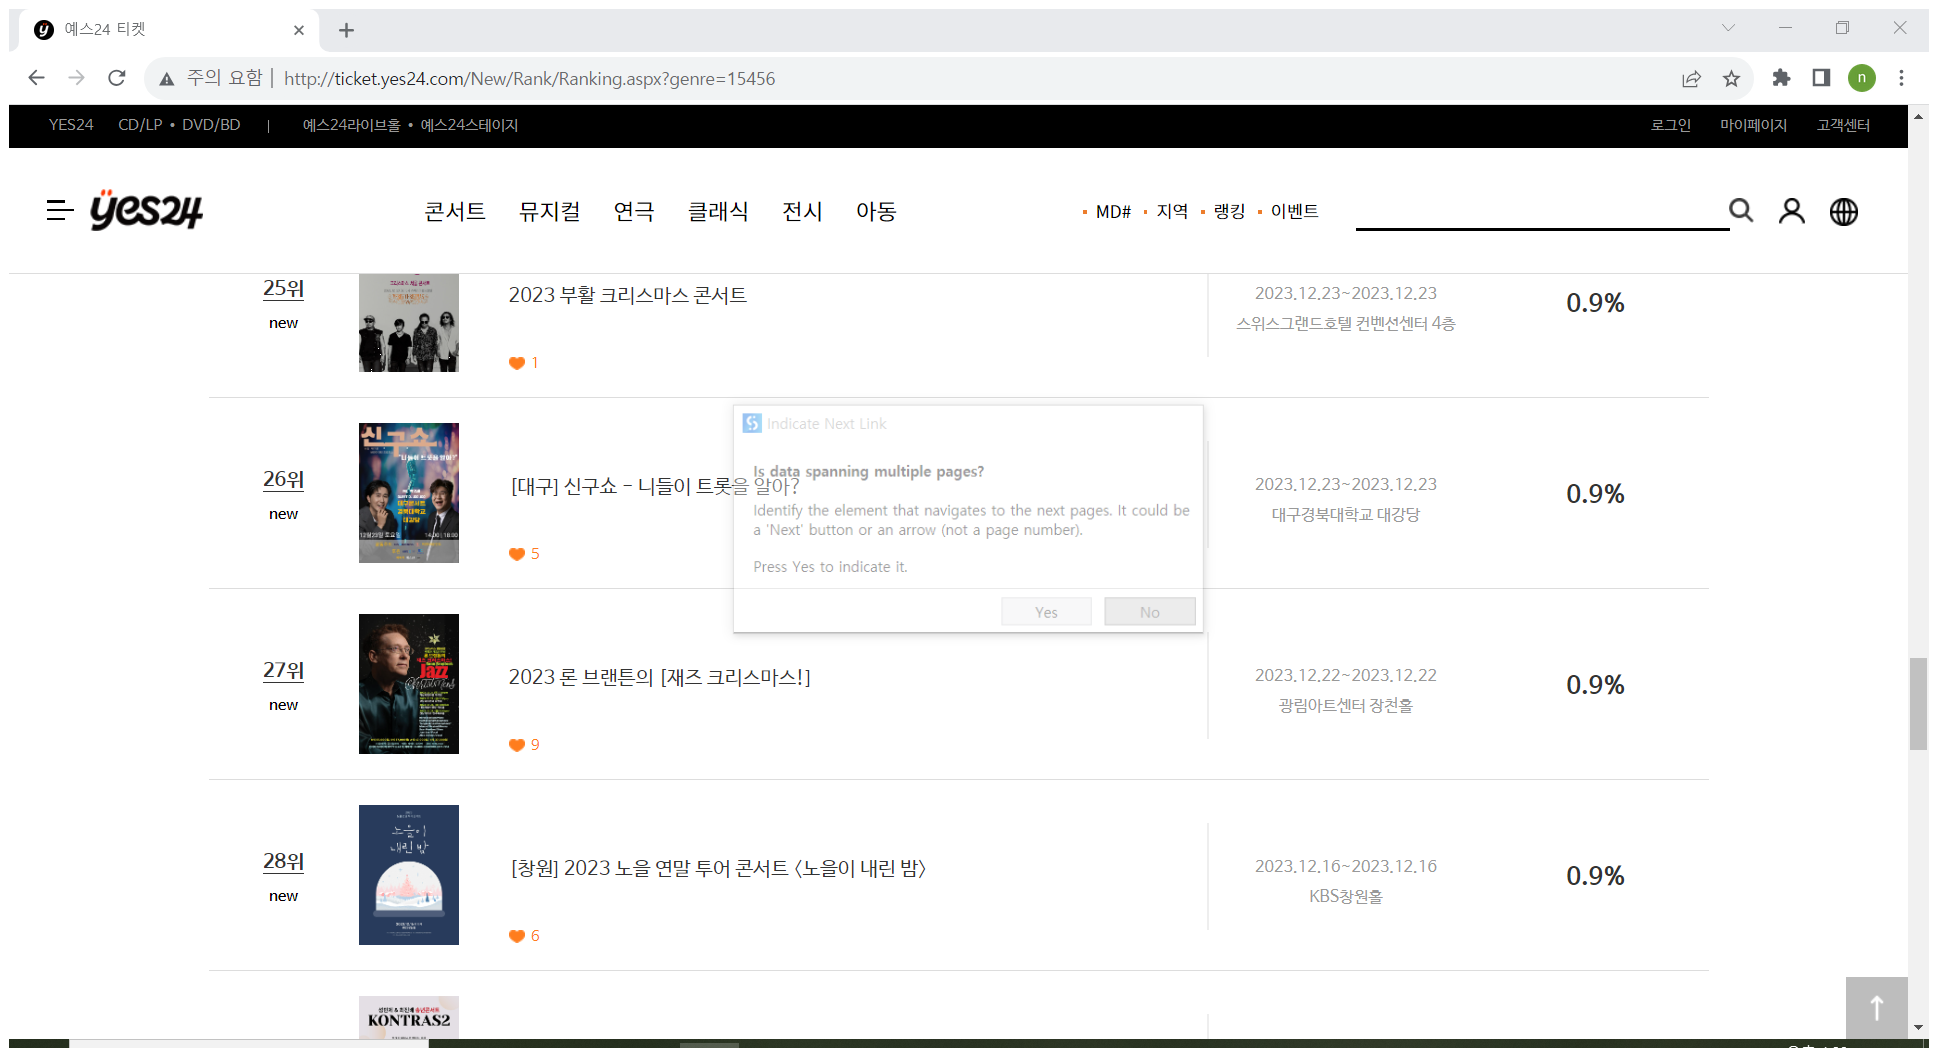 예스24 티켓
주의 요함 | http://ticket.yes24.com/New/Rank/Ranking.aspx?genre=15456
n
YES24 CD/LP • DVD/BD | 예스24라이브홀 • 예스24스테이지 로그인 마이페이지 고객센터
yes24 콘서트 뮤지컬 연극 클래식 전시 아동 MD# 지역 랭킹 이벤트
25위
new
2023 부활 크리스마스 콘서트
1
2023.12.23~2023.12.23
스위스그랜드호텔 컨벤션센터 4층
0.9%
Indicate Next Link
Is data spanning multiple pages?
Identify the element that navigates to the next pages. It could be
a 'Next' button or an arrow (not a page number).
Press Yes to indicate it.
Yes No
26위
new
신구쇼
[대구] 신구쇼 - 니들이 트롯을 알아?
5
2023.12.23~2023.12.23
대구경북대학교 대강당
0.9%
27위
new
Jazz
2023 론 브랜튼의 [재즈 크리스마스!]
9
2023.12.22~2023.12.22
광림아트센터 장천홀
0.9%
28위
new
노을이
내린 밤
[창원] 2023 노을 연말 투어 콘서트 〈노을이 내린 밤〉
6
2023.12.16~2023.12.16
KBS창원홀
0.9%
KONTRAS2